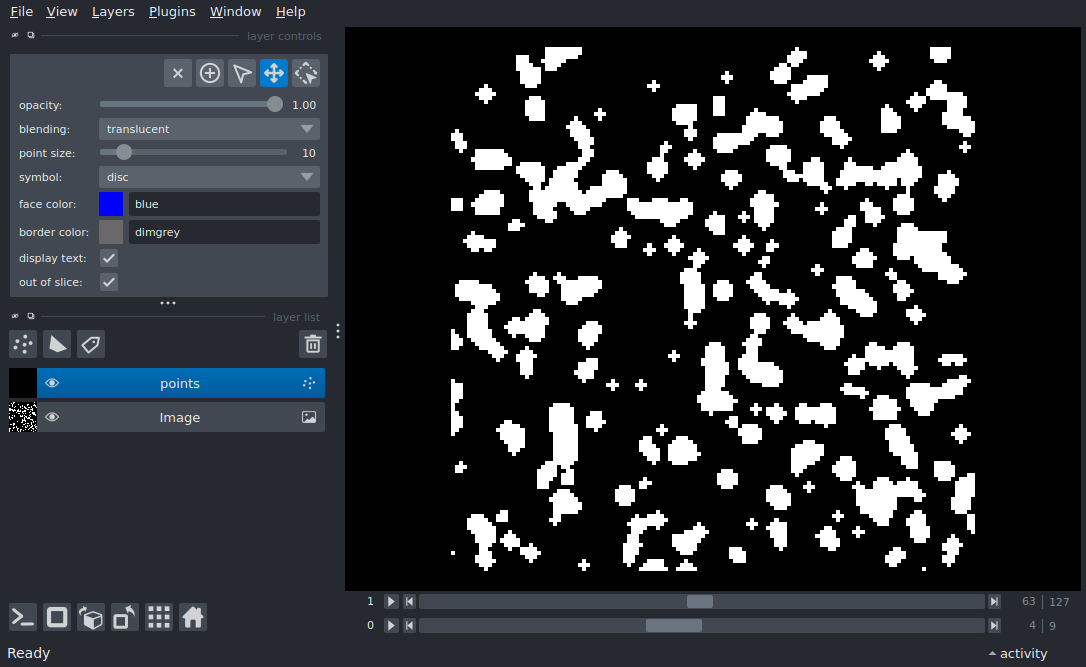 File View Layers Plugins Window Help
layer controls
opacity: 1.00
blending: translucent
point size: 10
symbol: disc
face color: blue
border color: dimgrey
display text:
out of slice:
layer list
points
Image
1 63 127
0 4 9
Ready activity